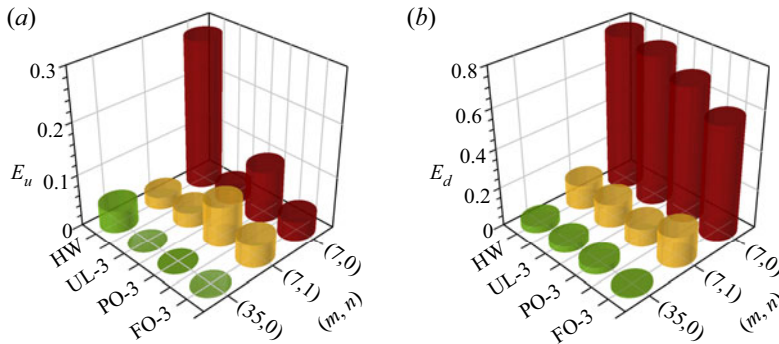 (a)
0.3
0.2
0.1
0
E_u
HW
UL-3
PO-3
FO-3
(35,0)
(7,1)
(7,0)
(m, n)
(b)
0.8
0.6
0.4
0.2
0
E_d
HW
UL-3
PO-3
FO-3
(35,0)
(7,1)
(7,0)
(m, n)